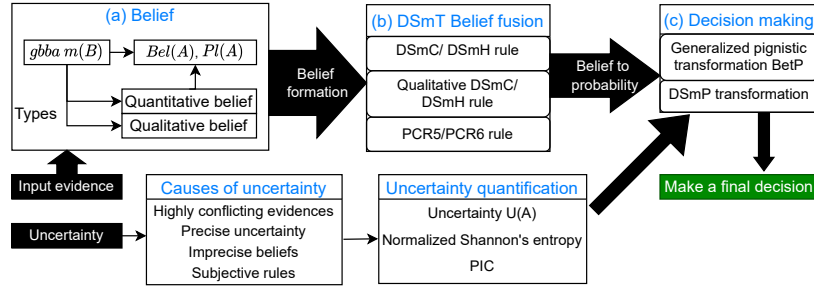 (a) Belief
gbba m(B)
Bel(A), Pl(A)
Quantitative belief
Types
Qualitative belief
Input evidence
Belief
formation
(b) DSmT Belief fusion
DSmC/ DSmH rule
Qualitative DSmC/
DSmH rule
PCR5/PCR6 rule
Belief to
probability
(c) Decision making
Generalized pignistic
transformation BetP
DSmP transformation
Make a final decision
Uncertainty
Causes of uncertainty
Highly conflicting evidences
Precise uncertainty
Imprecise beliefs
Subjective rules
Uncertainty quantification
Uncertainty U(A)
Normalized Shannon's entropy
PIC